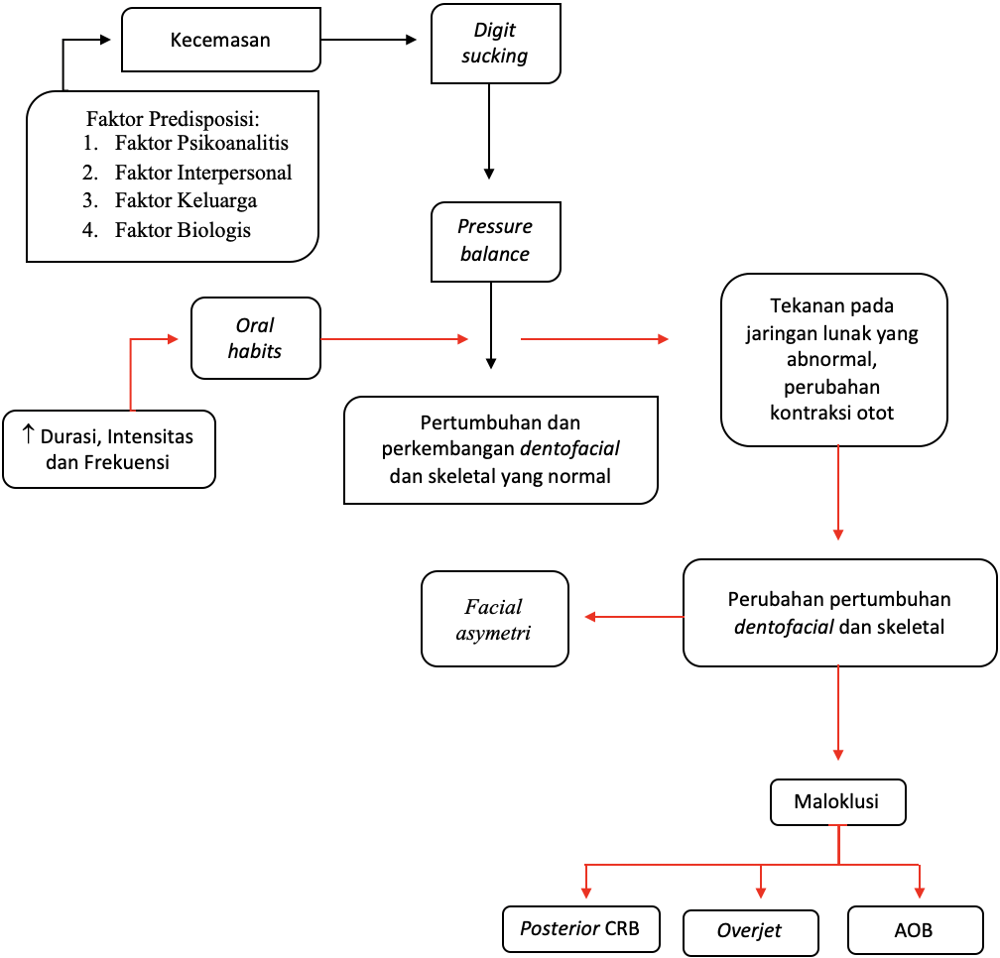 Kecemasan
Digit
sucking
Faktor Predisposisi:
1. Faktor Psikoanalitis
2. Faktor Interpersonal
3. Faktor Keluarga
4. Faktor Biologis
Pressure
balance
Oral
habits
Tekanan pada
jaringan lunak yang
abnormal,
perubahan
kontraksi otot
↑ Durasi, Intensitas
dan Frekuensi
Pertumbuhan dan
perkembangan dentofacial
dan skeletal yang normal
Facial
asymetri
Perubahan pertumbuhan
dentofacial dan skeletal
Maloklusi
Posterior CRB
Overjet
AOB